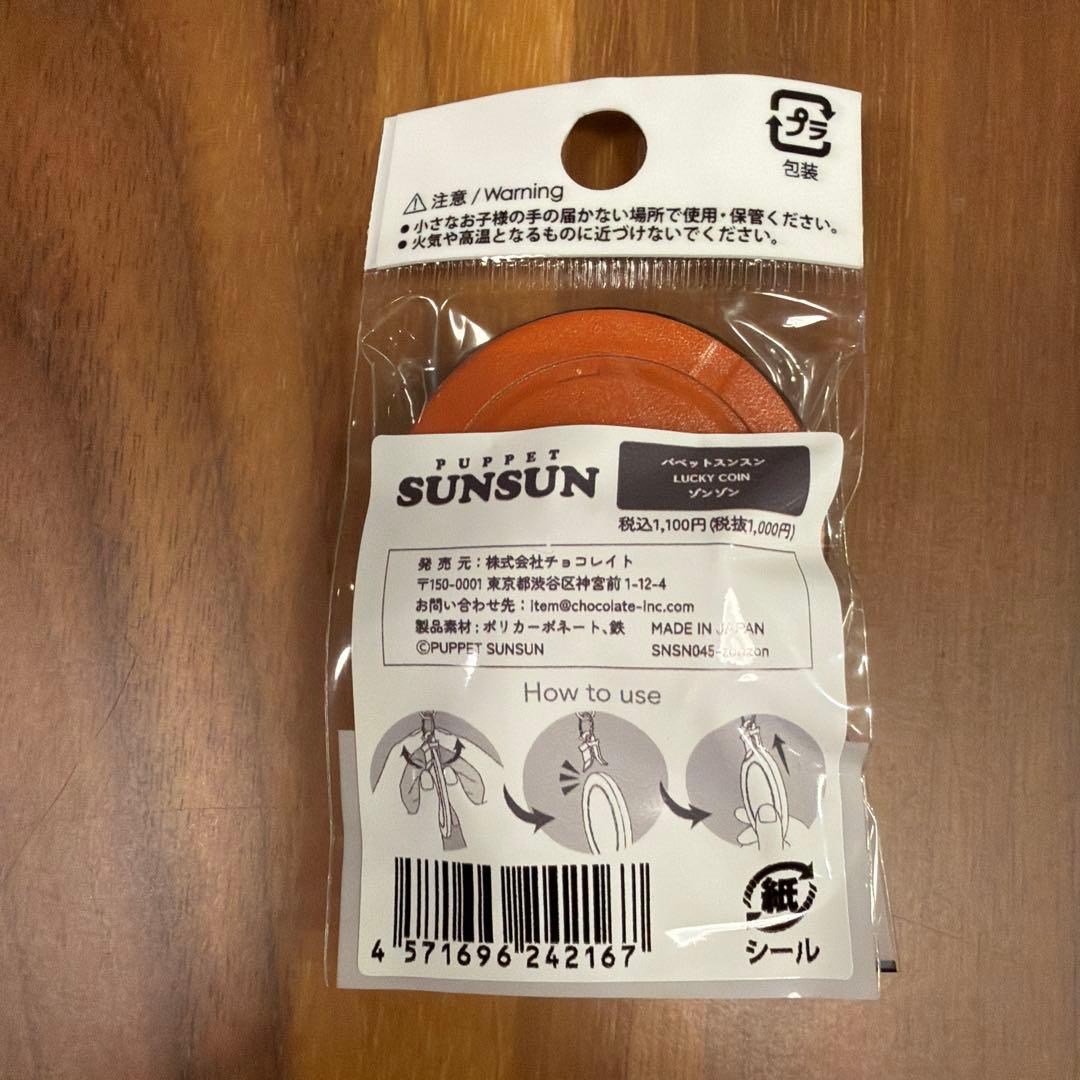 プラ
包装
注意 / Warning
• 小さなお子様の手の届かない場所で使用・保管ください。
• 火気や高温となるものに近づけないでください。
PUPPET
SUNSUN
パペットスンスン
LUCKY COIN
ゾンゾン
税込1,100円(税抜1,000円)
発売元:株式会社チョコレイト
〒150-0001 東京都渋谷区神宮前 1-12-4
お問い合わせ先:item@chocolate-inc.com
製品素材:ポリカーボネート、鉄 MADE IN JAPAN
©PUPPET SUNSUN SNSN045-zonzon
How to use
紙
シール
4 571696 242167